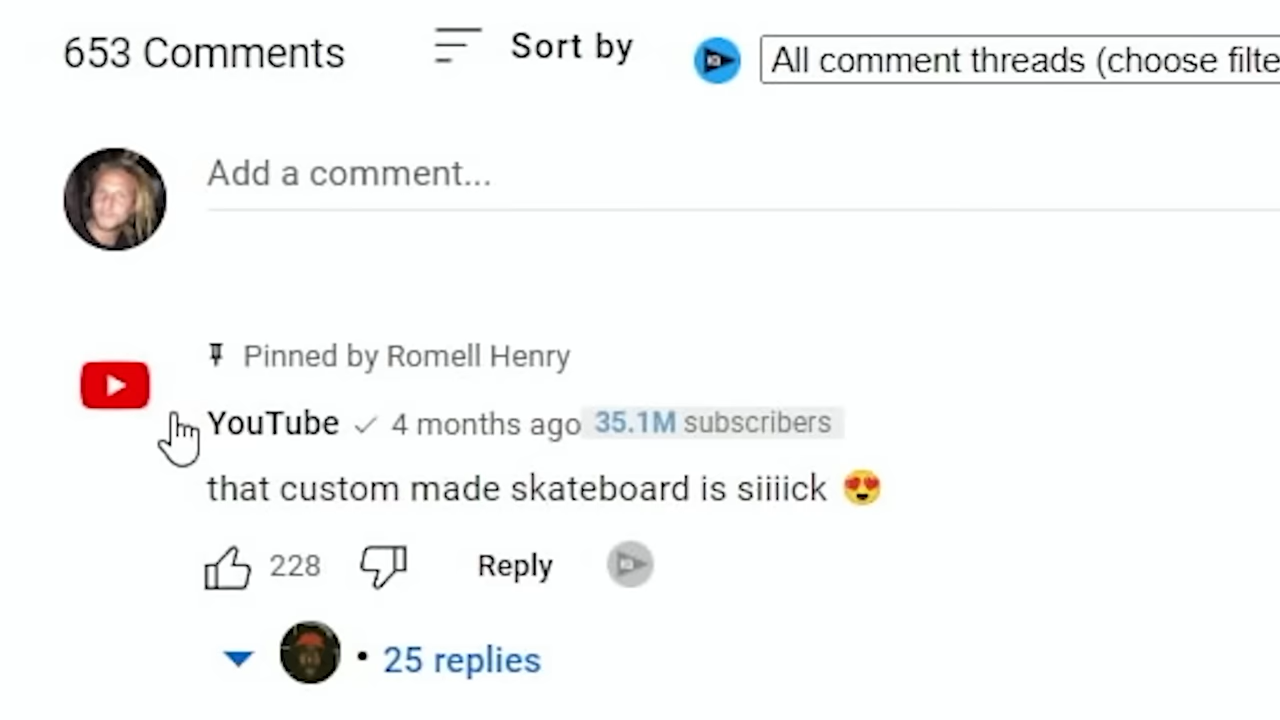 653 Comments
Sort by
All comment threads (choose filte
Add a comment...
Pinned by Romell Henry
YouTube ✓ 4 months ago 35.1M subscribers
that custom made skateboard is siiiick 😍
228 Reply
• 25 replies